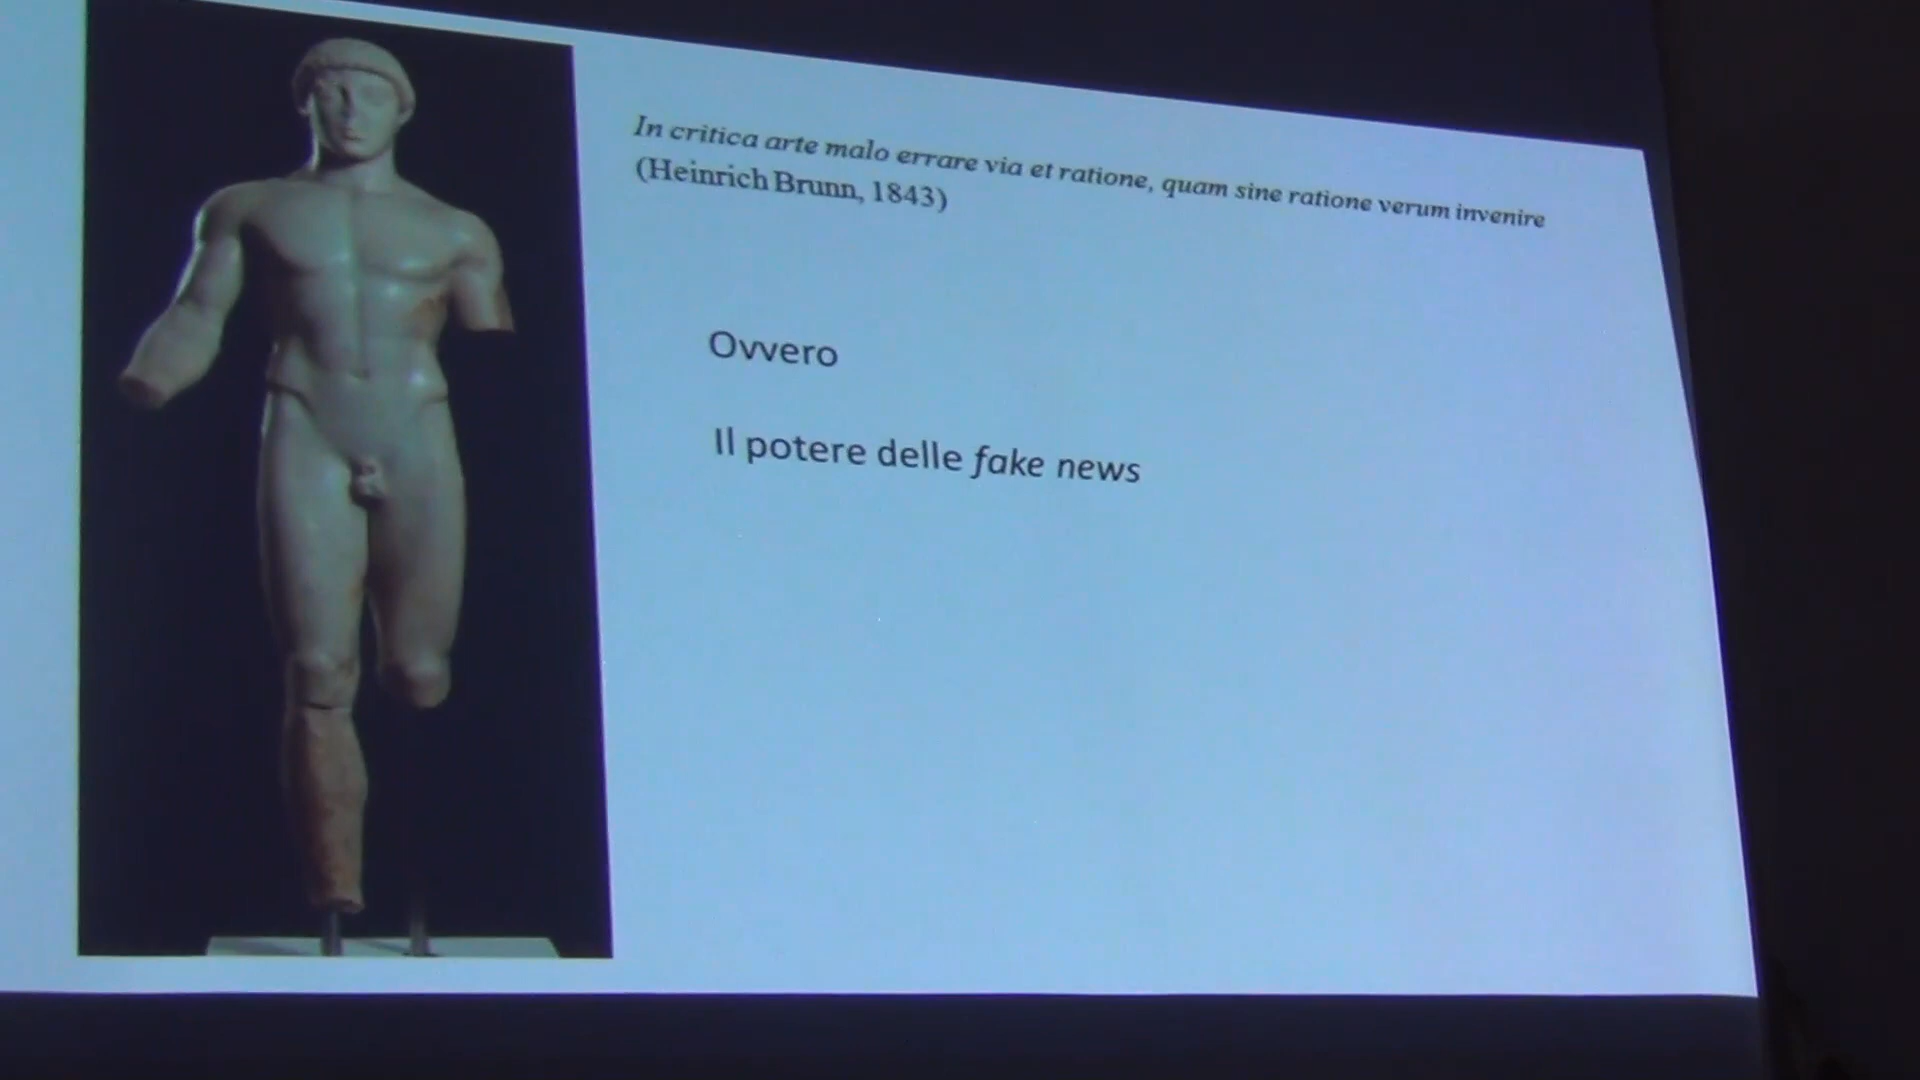 In critica arte malo errare via et ratione, quam sine ratione verum invenire
(Heinrich Brunn, 1843)
Ovvero
Il potere delle fake news